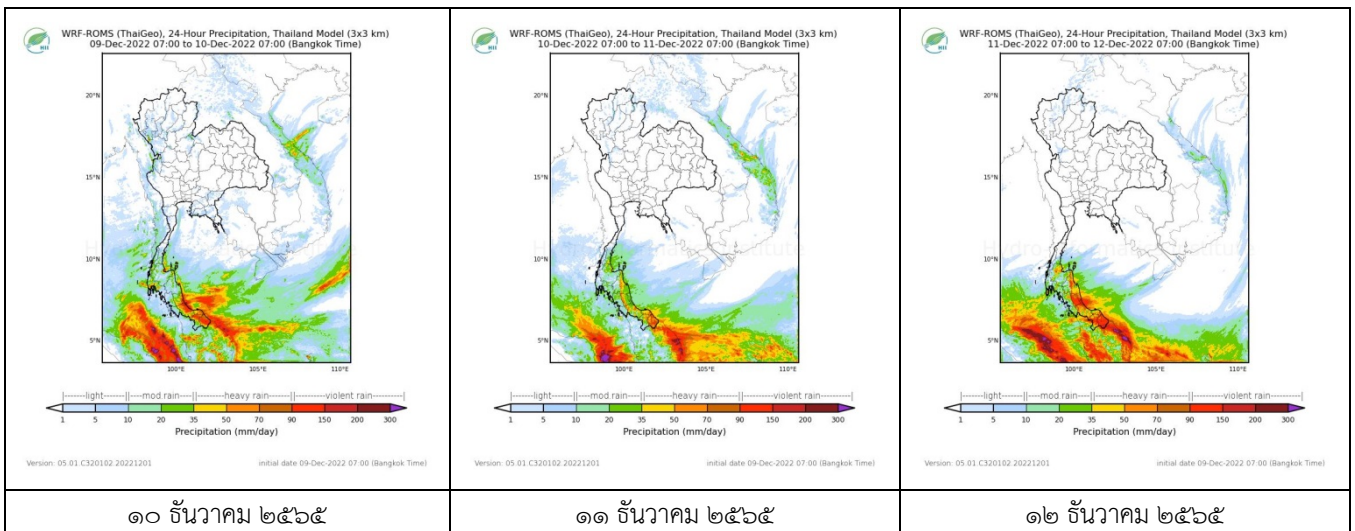 WRF-ROMS (ThaiGeo), 24-Hour Precipitation, Thailand Model (3x3 km)
09-Dec-2022 07:00 to 10-Dec-2022 07:00 (Bangkok Time)
HII
20°N
15°N
10°N
5°N
100°E 105°E 110°E
|------light-----||---mod rain----||------heavy rain-----||------violent rain-------|
1 5 10 20 35 50 70 90 150 200 300
Precipitation (mm/day)
Version: 05.01.C320102.20221201 initial date 09-Dec-2022 07:00 (Bangkok Time)
๑๐ ธันวาคม ๒๕๖๕
WRF-ROMS (ThaiGeo), 24-Hour Precipitation, Thailand Model (3x3 km)
10-Dec-2022 07:00 to 11-Dec-2022 07:00 (Bangkok Time)
HII
20°N
15°N
10°N
5°N
100°E 105°E 110°E
|------light-----||---mod rain----||------heavy rain-----||------violent rain-------|
1 5 10 20 35 50 70 90 150 200 300
Precipitation (mm/day)
Version: 05.01.C320102.20221201 initial date 09-Dec-2022 07:00 (Bangkok Time)
๑๑ ธันวาคม ๒๕๖๕
WRF-ROMS (ThaiGeo), 24-Hour Precipitation, Thailand Model (3x3 km)
11-Dec-2022 07:00 to 12-Dec-2022 07:00 (Bangkok Time)
HII
20°N
15°N
10°N
5°N
100°E 105°E 110°E
|------light-----||---mod rain----||------heavy rain-----||------violent rain-------|
1 5 10 20 35 50 70 90 150 200 300
Precipitation (mm/day)
Version: 05.01.C320102.20221201 initial date 09-Dec-2022 07:00 (Bangkok Time)
๑๒ ธันวาคม ๒๕๖๕